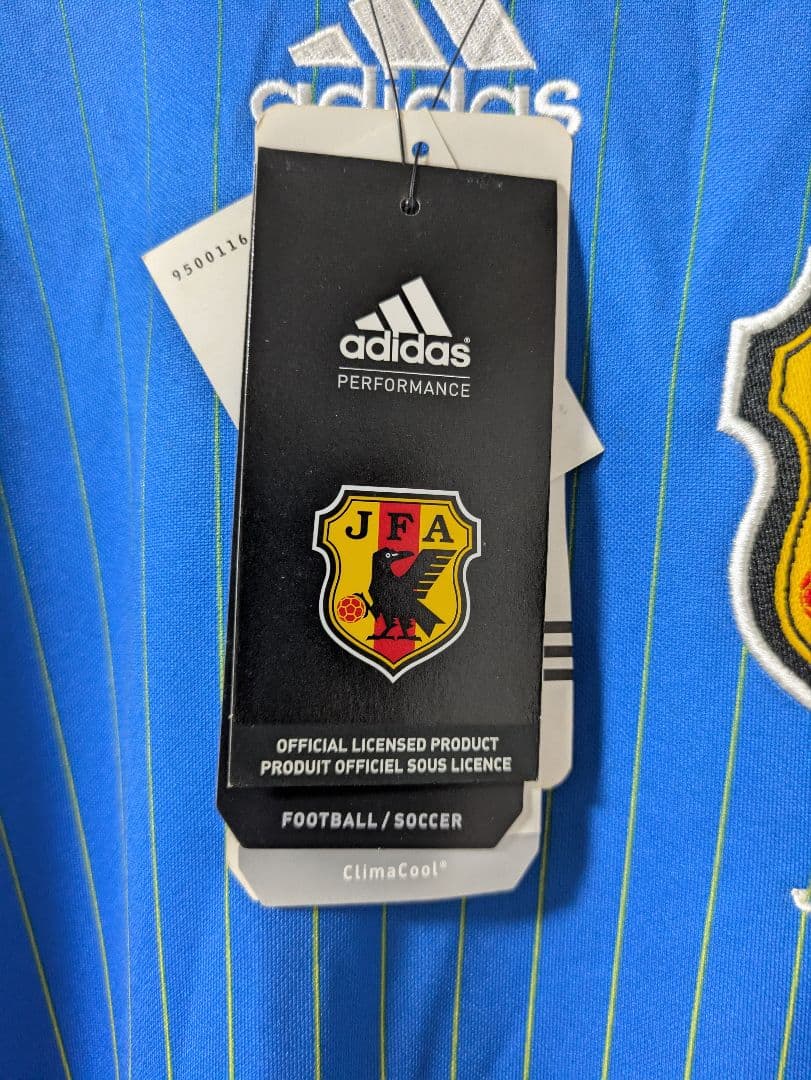 adidas
9500116
adidas®
PERFORMANCE
JFA
OFFICIAL LICENSED PRODUCT
PRODUIT OFFICIEL SOUS LICENCE
FOOTBALL/SOCCER
ClimaCool®